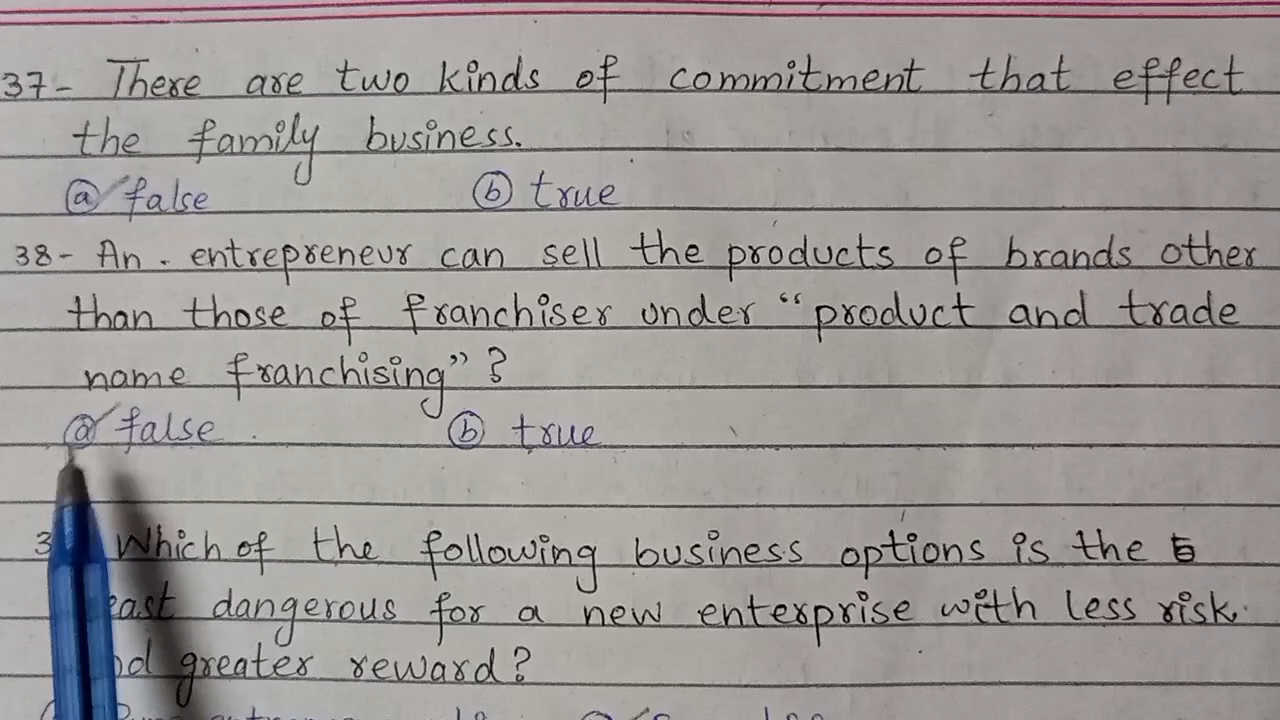 37- There are two kinds of commitment that effect
the family business.
ⓐ✓ false ⓑ true
38- An . entrepreneur can sell the products of brands other
than those of franchiser under "product and trade
name franchising" ?
ⓐ✓ false . ⓑ true
3 Which of the following business options is the
east dangerous for a new enterprise with less risk.
greater reward?